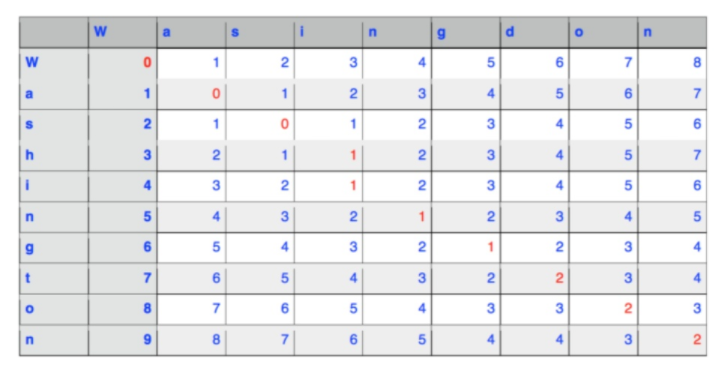 W a s i n g d o n
W 0 1 2 3 4 5 6 7 8
a 1 0 1 2 3 4 5 6 7
s 2 1 0 1 2 3 4 5 6
h 3 2 1 1 2 3 4 5 7
i 4 3 2 1 2 3 4 5 6
n 5 4 3 2 1 2 3 4 5
g 6 5 4 3 2 1 2 3 4
t 7 6 5 4 3 2 2 3 4
o 8 7 6 5 4 3 3 2 3
n 9 8 7 6 5 4 4 3 2